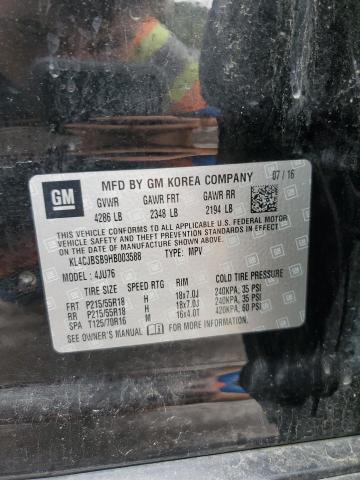 GM
MFD BY GM KOREA COMPANY 07/16
GVWR GAWR FRT GAWR RR
4286 LB 2348 LB 2194 LB
THIS VEHICLE CONFORMS TO ALL APPLICABLE U.S. FEDERAL MOTOR
VEHICLE SAFETY, BUMPER, AND THEFT PREVENTION STANDARDS
IN EFFECT ON THE DATE OF MANUFACTURE SHOWN ABOVE.
KL4CJBSB9HB003588 TYPE: MPV
MODEL: 4JU76
TIRE SIZE SPEED RTG RIM COLD TIRE PRESSURE
FRT P215/55R18 H 18x7.0J 240KPA, 35 PSI
RR P215/55R18 H 18x7.0J 240KPA, 35 PSI
SPA T125/70R16 M 16x4.0T 420KPA, 60 PSI
SEE OWNER'S MANUAL FOR MORE INFORMATION.